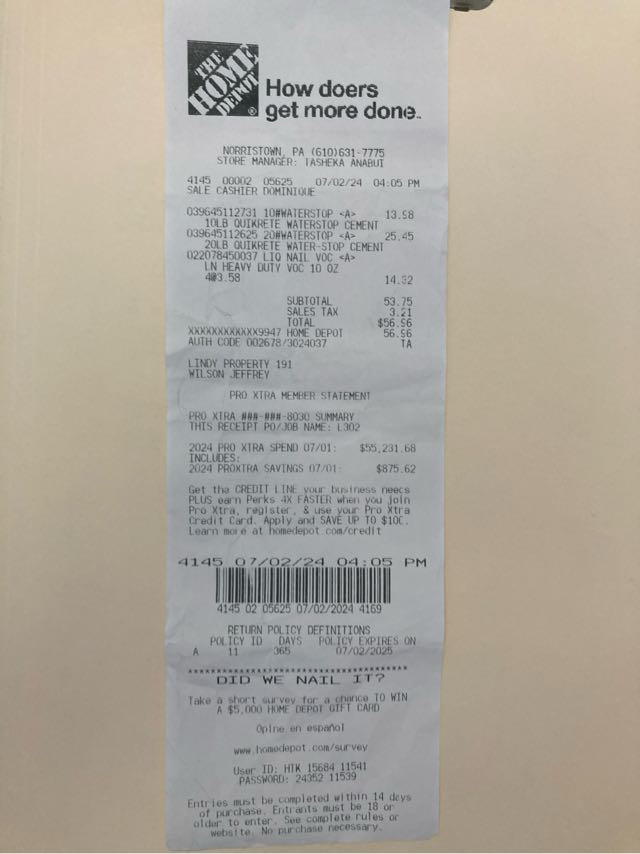 THE
HOME
DEPOT
®
How doers
get more done™
NORRISTOWN, PA (610)631-7775
STORE MANAGER: TASHEKA ANABUI
4145 00002 05625 07/02/24 04:05 PM
SALE CASHIER DOMINIQUE
039645112731 10#WATERSTOP <A> 13.98
10LB QUIKRETE WATERSTOP CEMENT
039645112625 20#WATERSTOP <A> 25.45
20LB QUIKRETE WATER-STOP CEMENT
022078450037 LIQ NAIL VOC <A>
LN HEAVY DUTY VOC 10 OZ
4@3.58 14.32
SUBTOTAL 53.75
SALES TAX 3.21
TOTAL $56.96
XXXXXXXXXXXX9947 HOME DEPOT 56.96
AUTH CODE 002678/3024037 TA
LINDY PROPERTY 191
WILSON JEFFREY
PRO XTRA MEMBER STATEMENT
PRO XTRA ###-###-8030 SUMMARY
THIS RECEIPT PO/JOB NAME: L302
2024 PRO XTRA SPEND 07/01: $55,231.68
INCLUDES:
2024 PROXTRA SAVINGS 07/01: $875.62
Get the CREDIT LINE your business needs
PLUS earn Perks 4X FASTER when you join
Pro Xtra, register, & use your Pro Xtra
Credit Card. Apply and SAVE UP TO $100.
Learn more at homedepot.com/credit
4145 07/02/24 04:05 PM
4145 02 05625 07/02/2024 4169
RETURN POLICY DEFINITIONS
POLICY ID DAYS POLICY EXPIRES ON
A 11 365 07/02/2025
DID WE NAIL IT?
Take a short survey for a chance TO WIN
A $5,000 HOME DEPOT GIFT CARD
Opine en español
www.homedepot.com/survey
User ID: HTK 15684 11541
PASSWORD: 24352 11539
Entries must be completed within 14 days
of purchase. Entrants must be 18 or
older to enter. See complete rules or
website. No purchase necessary.